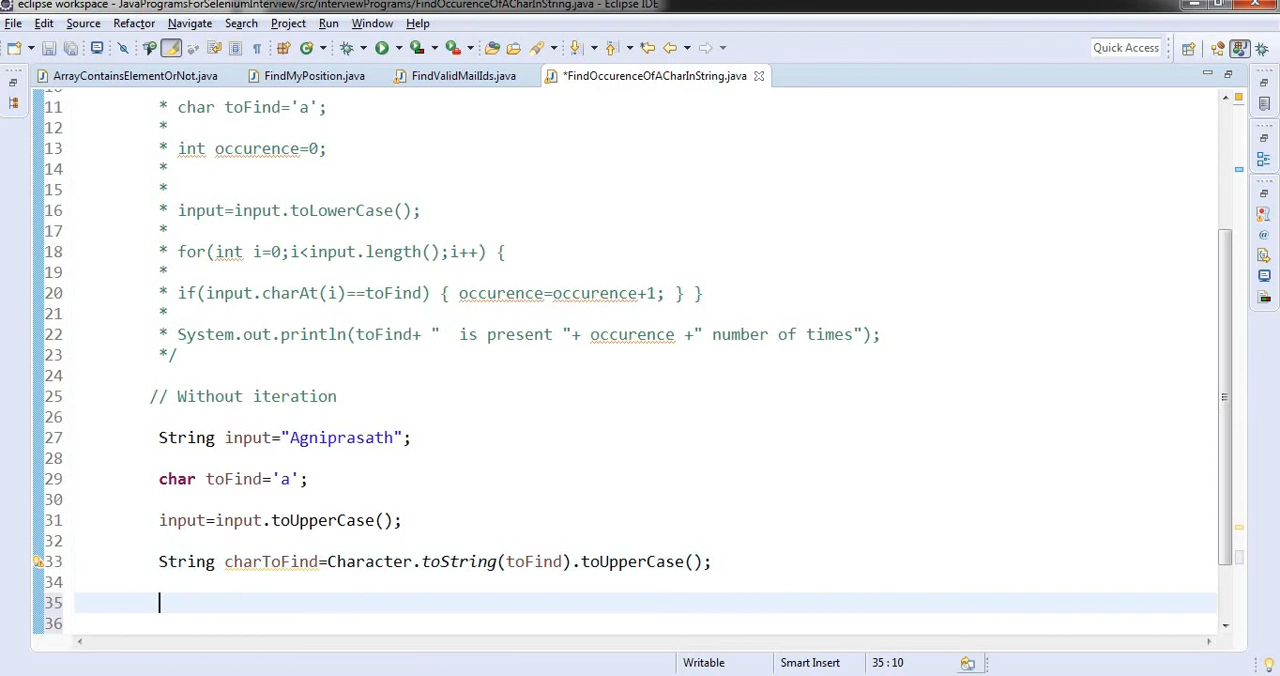 eclipse workspace - JavaProgramsForSeleniumInterview/src/interviewPrograms/FindOccurenceOfACharInString.java - Eclipse IDE
File Edit Source Refactor Navigate Search Project Run Window Help
Quick Access
ArrayContainsElementOrNot.java FindMyPosition.java FindValidMailIds.java *FindOccurenceOfACharInString.java
10
11 * char toFind='a';
12 *
13 * int occurence=0;
14 *
15 *
16 * input=input.toLowerCase();
17 *
18 * for(int i=0;i<input.length();i++) {
19 *
20 * if(input.charAt(i)==toFind) { occurence=occurence+1; } }
21 *
22 * System.out.println(toFind+ "  is present "+ occurence +" number of times");
23 */
24
25 // Without iteration
26
27 String input="Agniprasath";
28
29 char toFind='a';
30
31 input=input.toUpperCase();
32
33 String charToFind=Character.toString(toFind).toUpperCase();
34
35
36
Writable Smart Insert 35 : 10